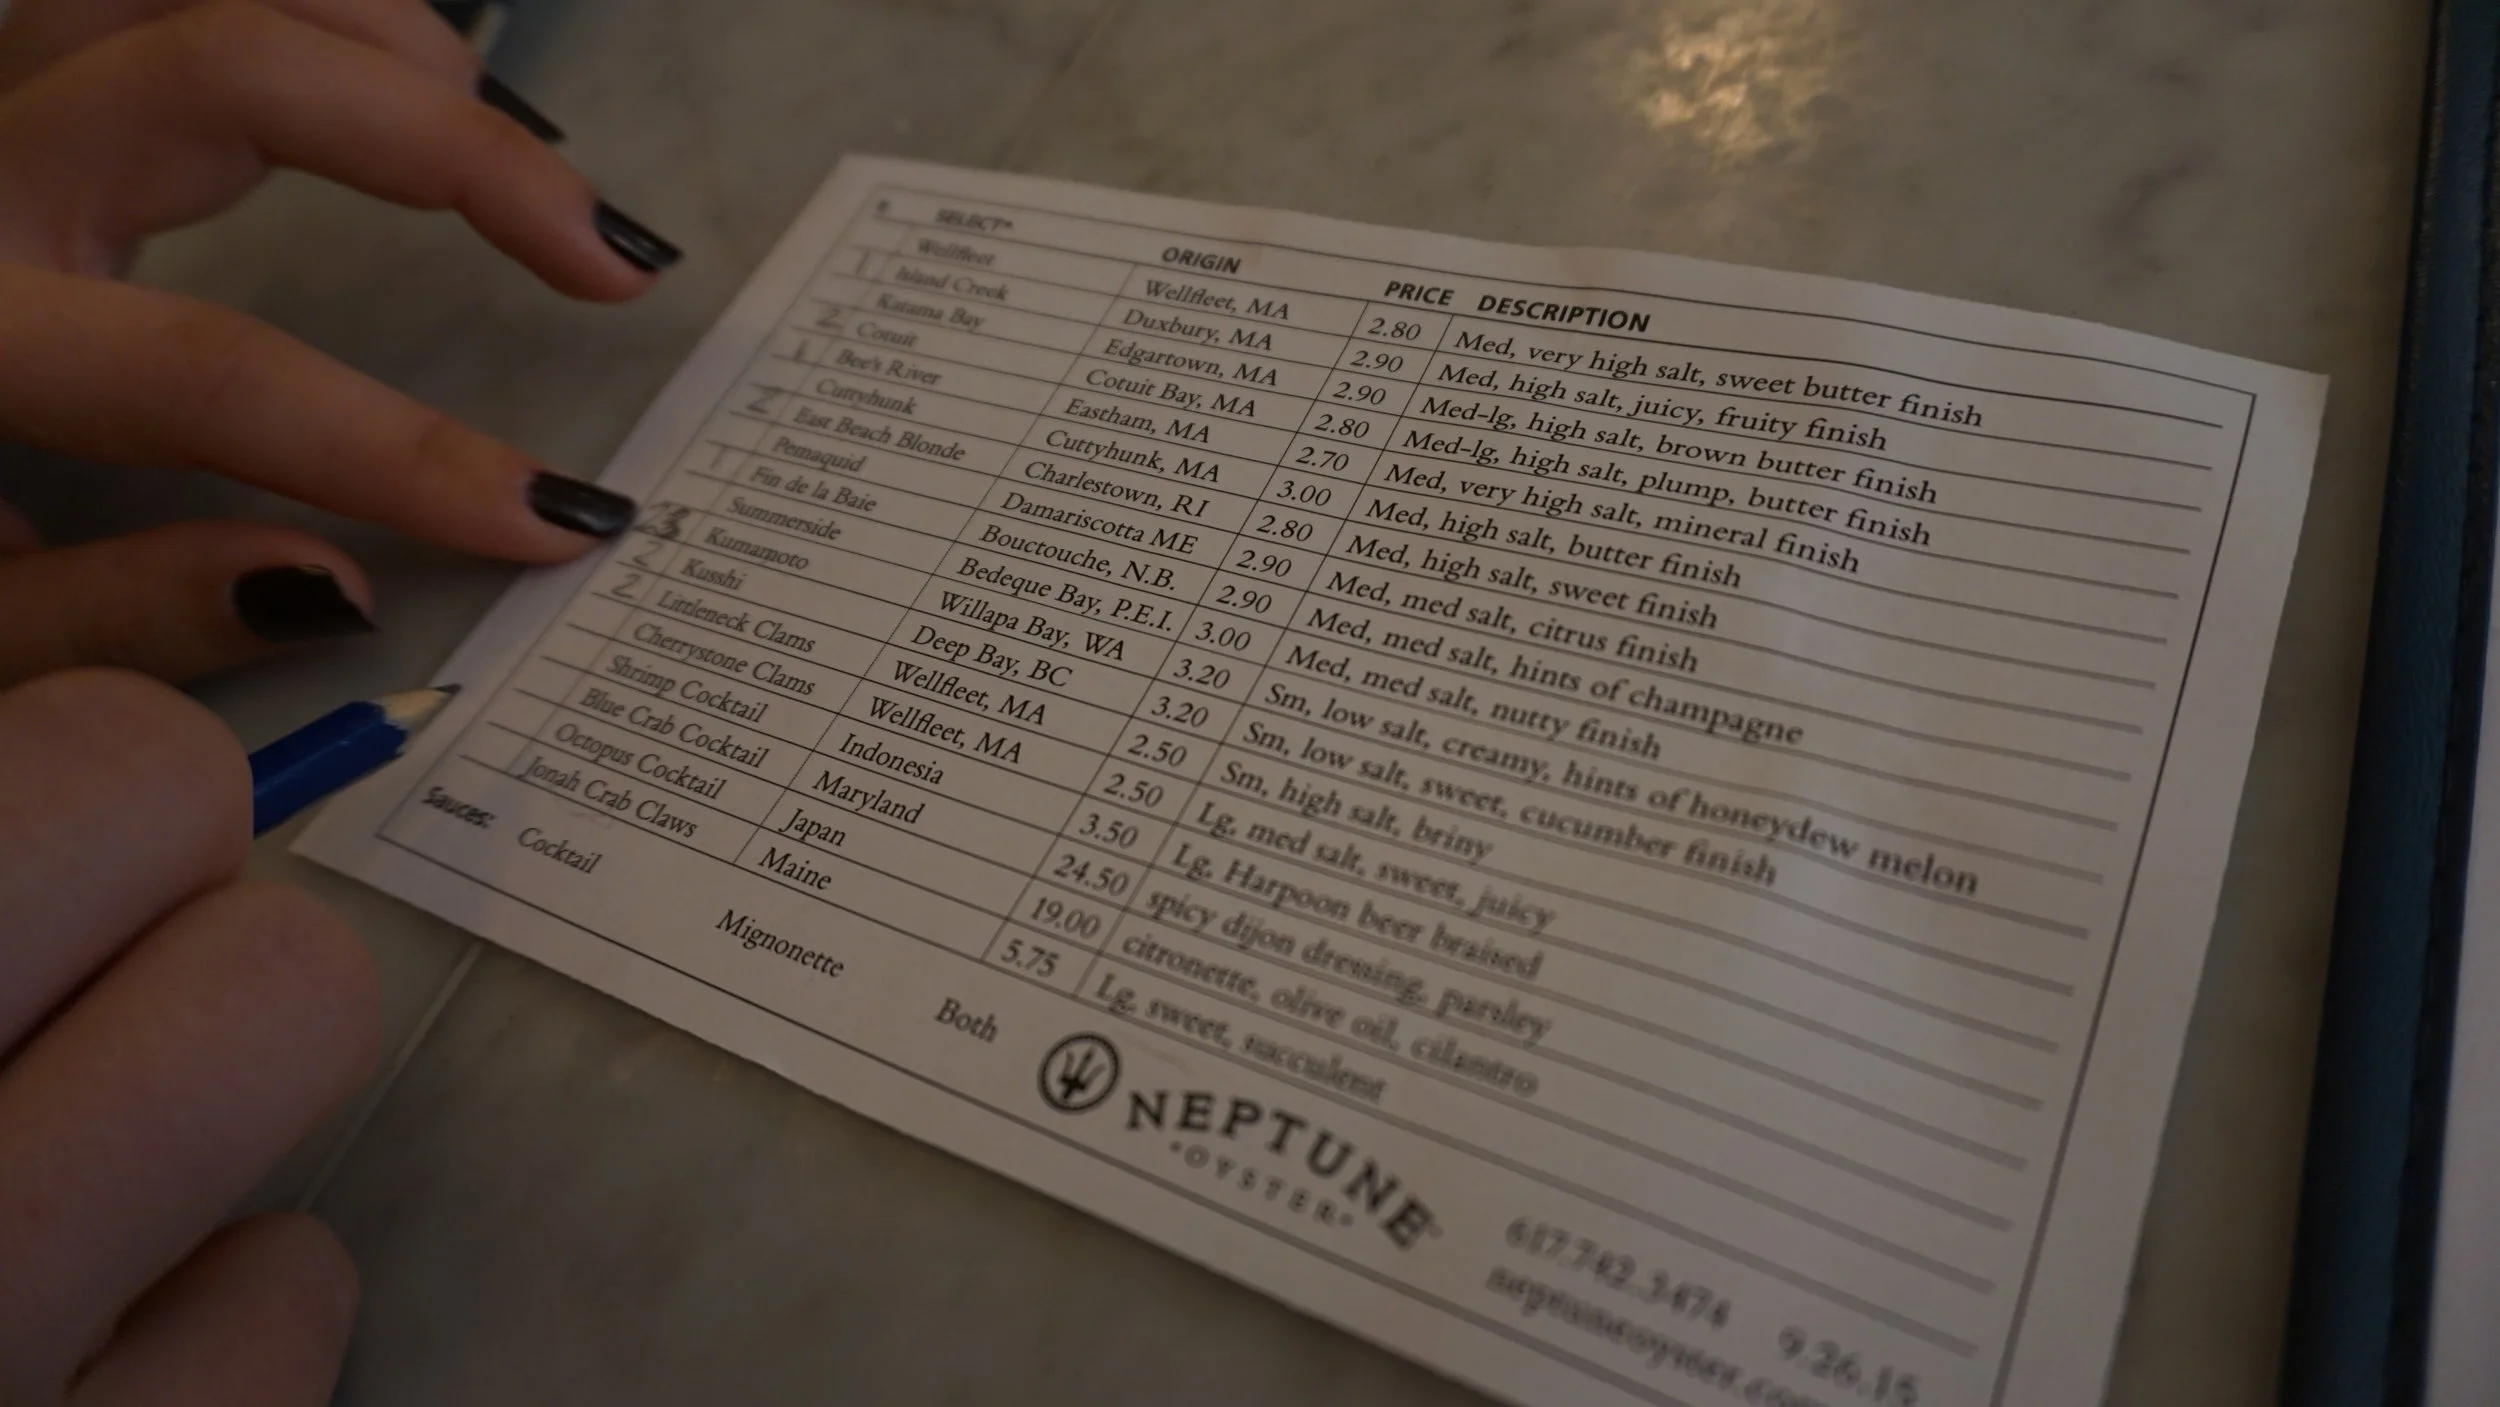 # SELECT* ORIGIN PRICE DESCRIPTION
Wellfleet Wellfleet, MA 2.80 Med, very high salt, sweet butter finish
1 Island Creek Duxbury, MA 2.90 Med, high salt, juicy, fruity finish
Katama Bay Edgartown, MA 2.90 Med-lg, high salt, brown butter finish
2 Cotuit Cotuit Bay, MA 2.80 Med-lg, high salt, plump, butter finish
1 Bee's River Eastham, MA 2.70 Med, very high salt, mineral finish
Cuttyhunk Cuttyhunk, MA 3.00 Med, high salt, butter finish
2 East Beach Blonde Charlestown, RI 2.80 Med, high salt, sweet finish
Pemaquid Damariscotta ME 2.90 Med, med salt, citrus finish
1 Fin de la Baie Bouctouche, N.B. 2.90 Med, med salt, hints of champagne
Summerside Bedeque Bay, P.E.I. 3.00 Med, med salt, nutty finish
Kumamoto Willapa Bay, WA 3.20 Sm, low salt, creamy, hints of honeydew melon
2 Kusshi Deep Bay, BC 3.20 Sm, low salt, sweet, cucumber finish
2 Littleneck Clams Wellfleet, MA 2.50 Sm, high salt, briny
Cherrystone Clams Wellfleet, MA 2.50 Lg, med salt, sweet, juicy
Shrimp Cocktail Indonesia 3.50 Lg, Harpoon beer braised
Blue Crab Cocktail Maryland 24.50 spicy dijon dressing, parsley
Octopus Cocktail Japan 19.00 citronette, olive oil, cilantro
Jonah Crab Claws Maine 5.75 Lg, sweet, succulent
Sauces: Cocktail Mignonette Both
NEPTUNE
•OYSTER•
617.742.3474 9.26.15
neptuneoyster.com